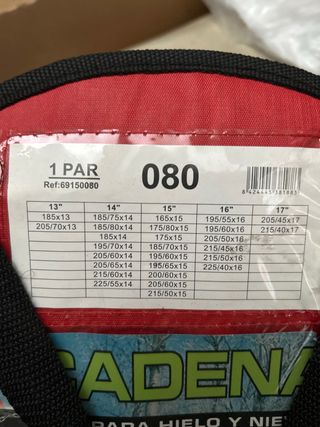 1 PAR
Ref:69150080
080
13" 14" 15" 16" 17"
185x13 185/75x14 165x15 195/55x16 205/45x17
205/70x13 185/80x14 175/80x15 195/60x16 215/40x17
185x14 175x15 205/50x16
195/70x14 185/70x15 215/45x16
205/60x14 195/60x15 215/50x16
205/65x14 195/65x15 225/40x16
215/60x14 200/60x15
225/55x14 205/60x15
215/50x15
CADENA
PARA HIELO Y NIE